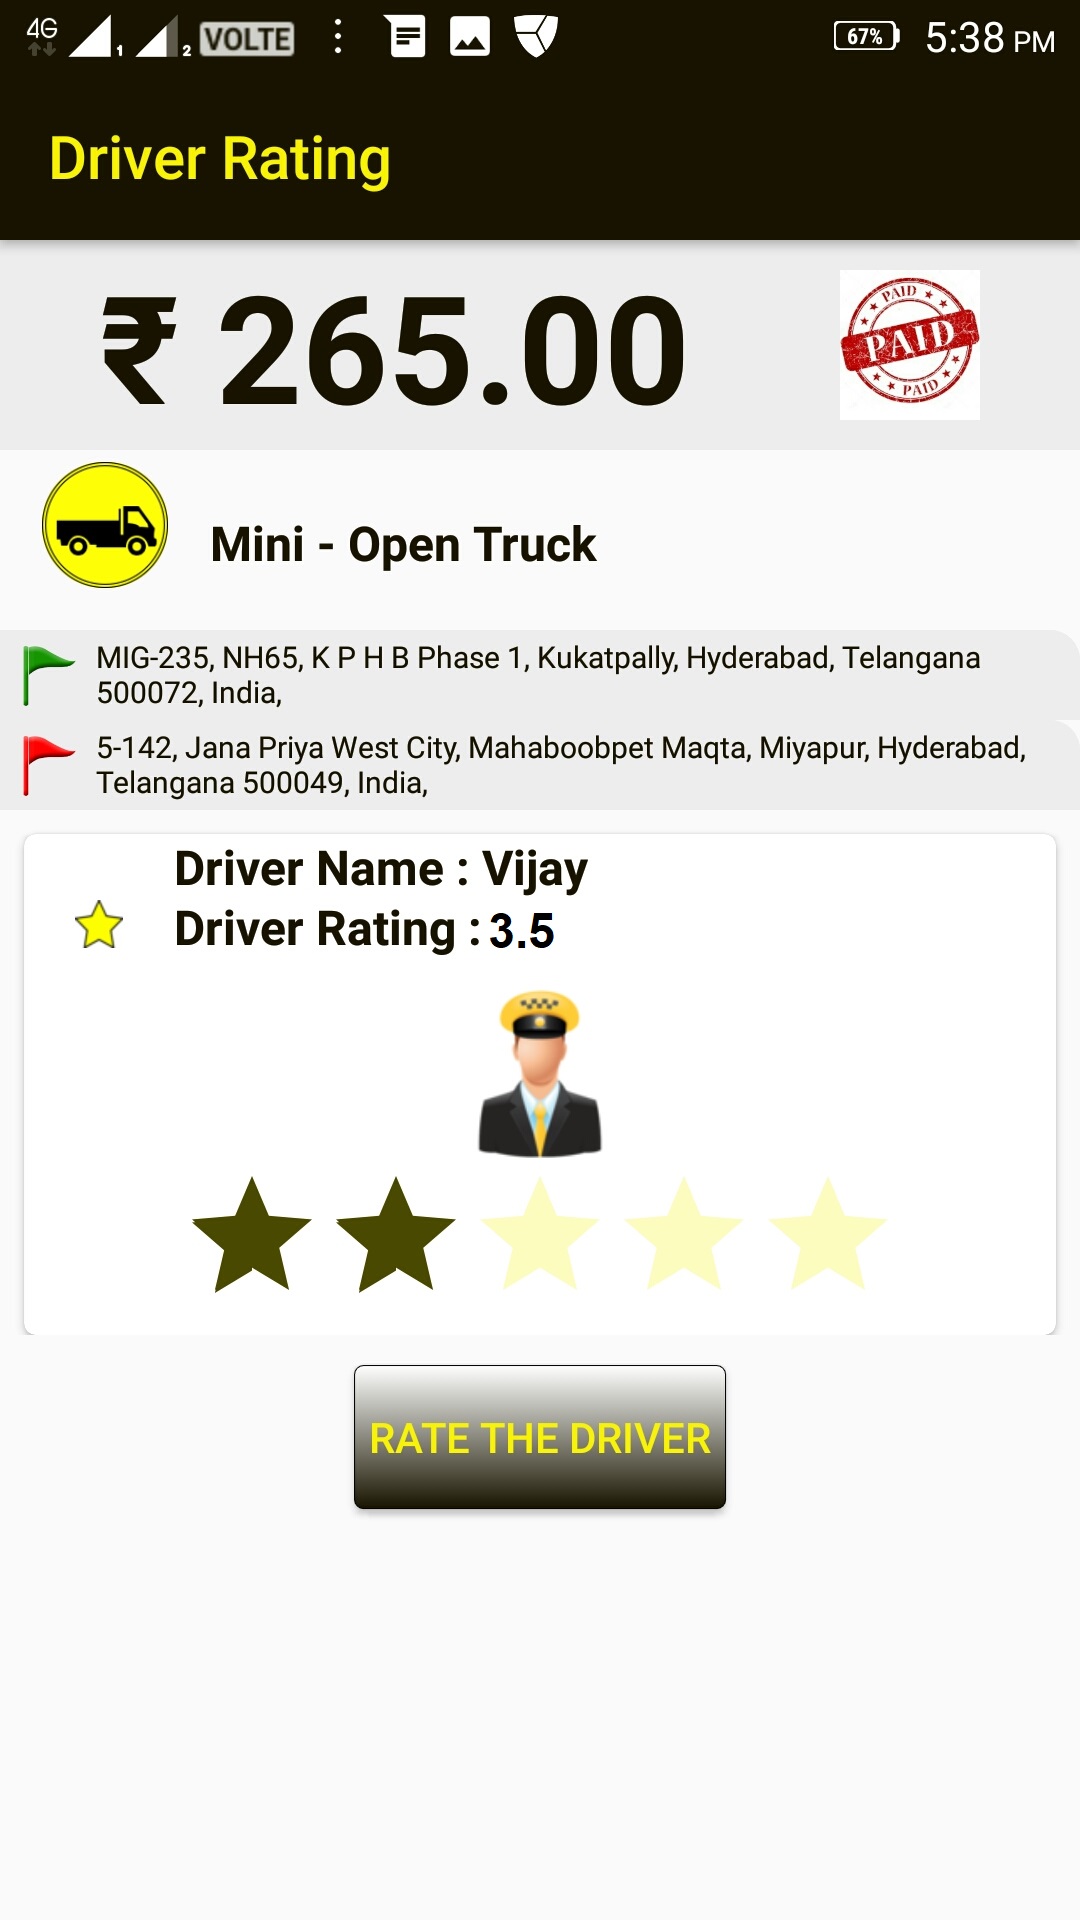 4G 1 2 VOLTE 67% 5:38 PM
Driver Rating
₹ 265.00
PAID
PAID
PAID
Mini - Open Truck
MIG-235, NH65, K P H B Phase 1, Kukatpally, Hyderabad, Telangana
500072, India,
5-142, Jana Priya West City, Mahaboobpet Maqta, Miyapur, Hyderabad,
Telangana 500049, India,
Driver Name : Vijay
Driver Rating : 3.5
RATE THE DRIVER